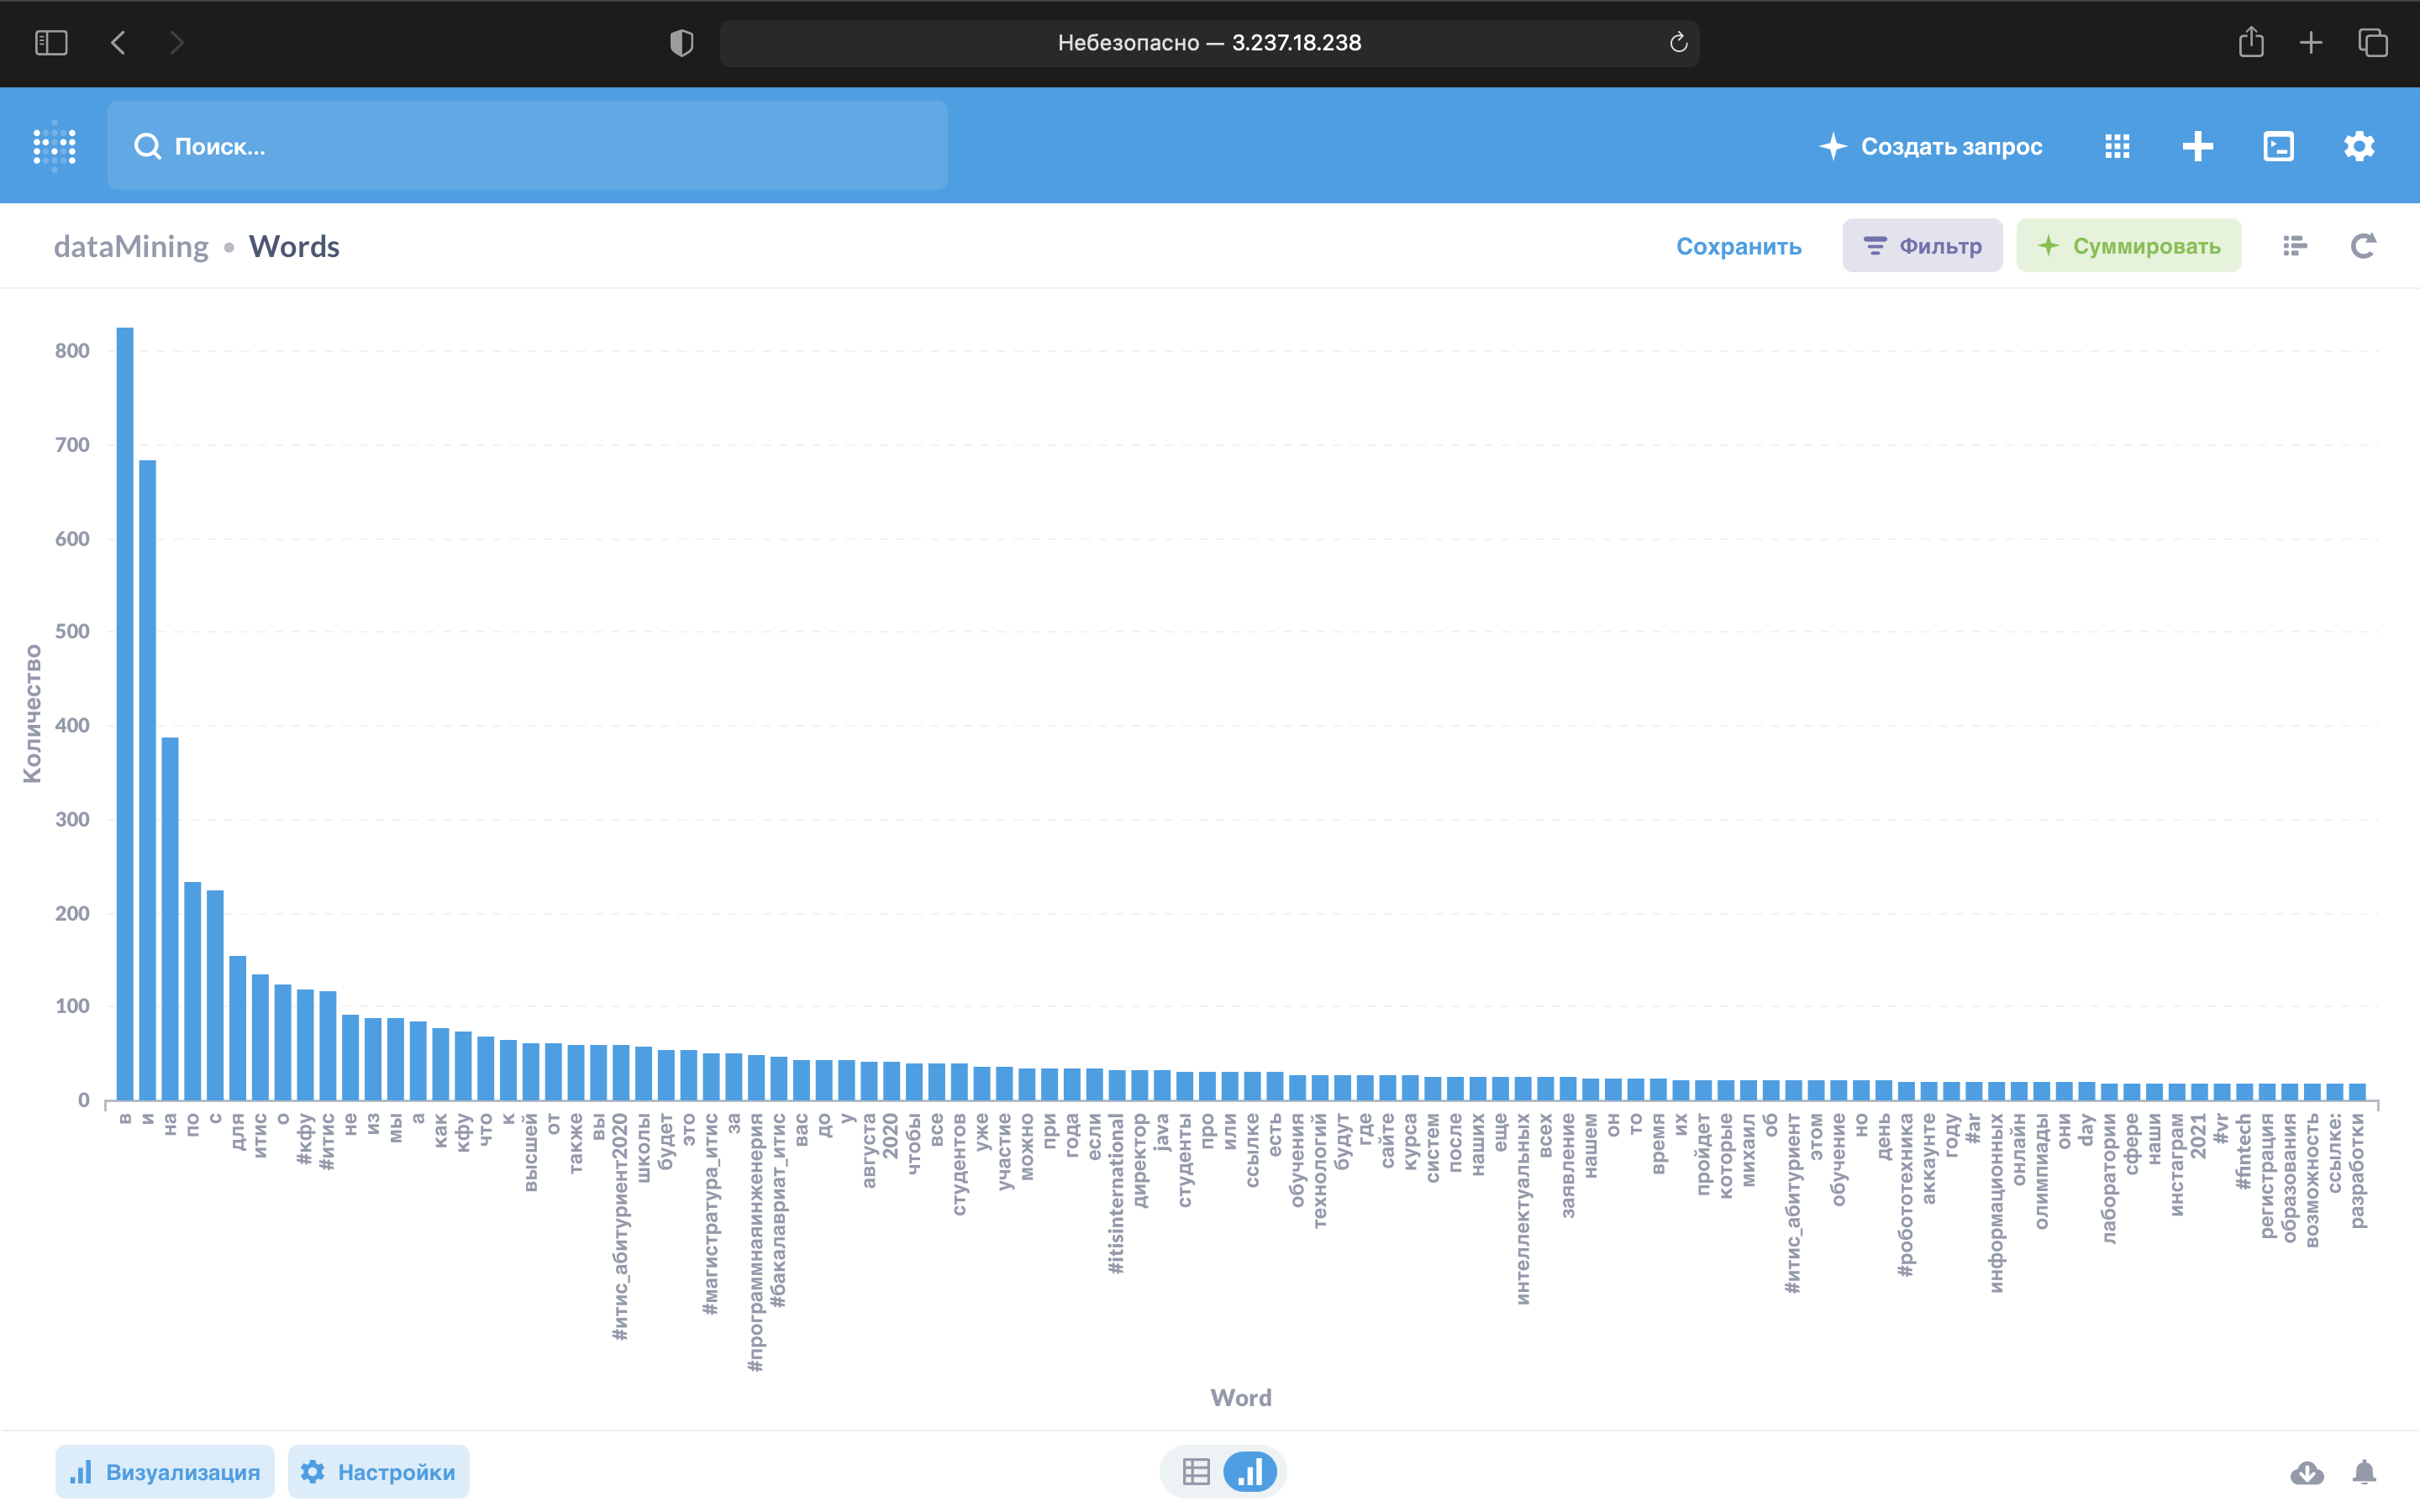 Небезопасно — 3.237.18.238
Поиск...
Создать запрос
dataMining • Words
Сохранить
Фильтр
Суммировать
Количество
800
700
600
500
400
300
200
100
0
в
и
на
по
с
для
итис
о
#кфу
#итис
не
из
мы
а
как
кфу
что
к
высшей
от
также
вы
#итис_абитуриент2020
школы
будет
это
#магистратура_итис
за
#программнаяинженерия
#бакалавриат_итис
вас
до
у
августа
2020
чтобы
все
студентов
уже
участие
можно
при
года
если
#itisinternational
директор
java
студенты
про
или
ссылке
есть
обучения
технологий
будут
где
сайте
курса
систем
после
наших
еще
интеллектуальных
всех
заявление
нашем
он
то
время
их
пройдет
которые
михаил
об
#итис_абитуриент
этом
обучение
но
день
#робототехника
аккаунте
году
#ar
информационных
онлайн
олимпиады
они
day
лаборатории
сфере
наши
инстаграм
2021
#vr
#fintech
регистрация
образования
возможность
ссылке:
разработки
Word
Визуализация
Настройки